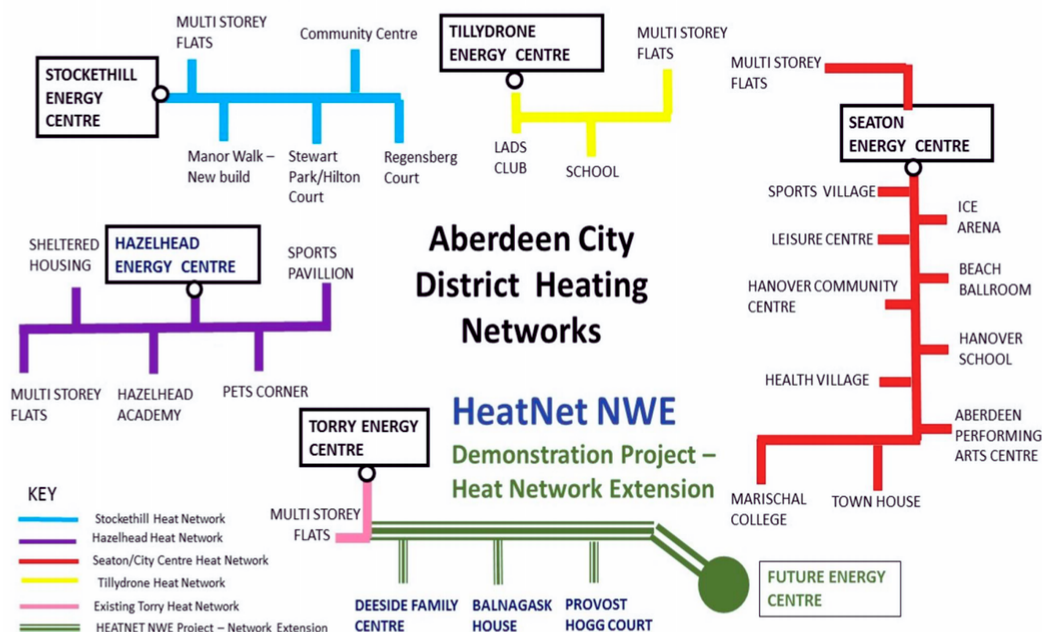 MULTI STOREY
FLATS
Community Centre
STOCKETHILL
ENERGY
CENTRE
Manor Walk –
New build
Stewart
Park/Hilton
Court
Regensberg
Court
TILLYDRONE
ENERGY CENTRE
MULTI STOREY
FLATS
LADS
CLUB
SCHOOL
MULTI STOREY
FLATS
SEATON
ENERGY CENTRE
SPORTS VILLAGE
ICE
ARENA
LEISURE CENTRE
BEACH
BALLROOM
HANOVER COMMUNITY
CENTRE
HANOVER
SCHOOL
HEALTH VILLAGE
ABERDEEN
PERFORMING
ARTS CENTRE
MARISCHAL
COLLEGE
TOWN HOUSE
SHELTERED
HOUSING
HAZELHEAD
ENERGY CENTRE
SPORTS
PAVILLION
MULTI STOREY
FLATS
HAZELHEAD
ACADEMY
PETS CORNER
Aberdeen City
District Heating
Networks
HeatNet NWE
Demonstration Project –
Heat Network Extension
TORRY ENERGY
CENTRE
MULTI STOREY
FLATS
DEESIDE FAMILY
CENTRE
BALNAGASK
HOUSE
PROVOST
HOGG COURT
FUTURE ENERGY
CENTRE
KEY
Stockethill Heat Network
Hazelhead Heat Network
Seaton/City Centre Heat Network
Tillydrone Heat Network
Existing Torry Heat Network
HEATNET NWE Project – Network Extension